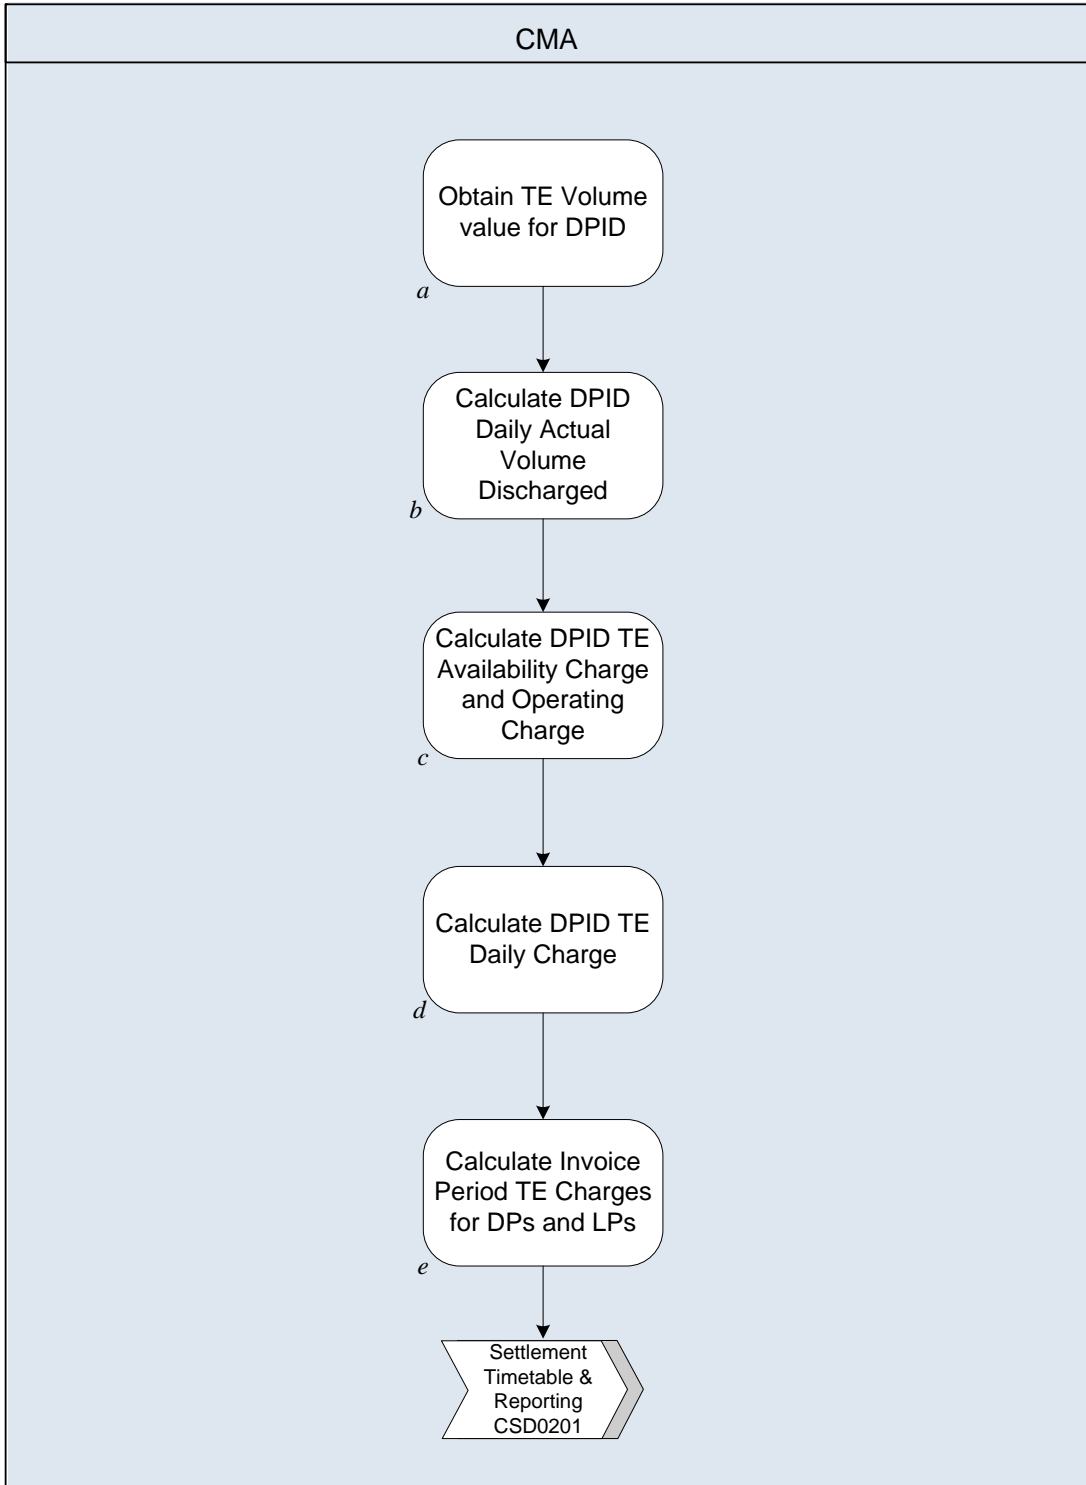 CMA
Obtain TE Volume
value for DPID
a
Calculate DPID
Daily Actual
Volume
Discharged
b
Calculate DPID TE
Availability Charge
and Operating
Charge
c
Calculate DPID TE
Daily Charge
d
Calculate Invoice
Period TE Charges
for DPs and LPs
e
Settlement
Timetable &
Reporting
CSD0201